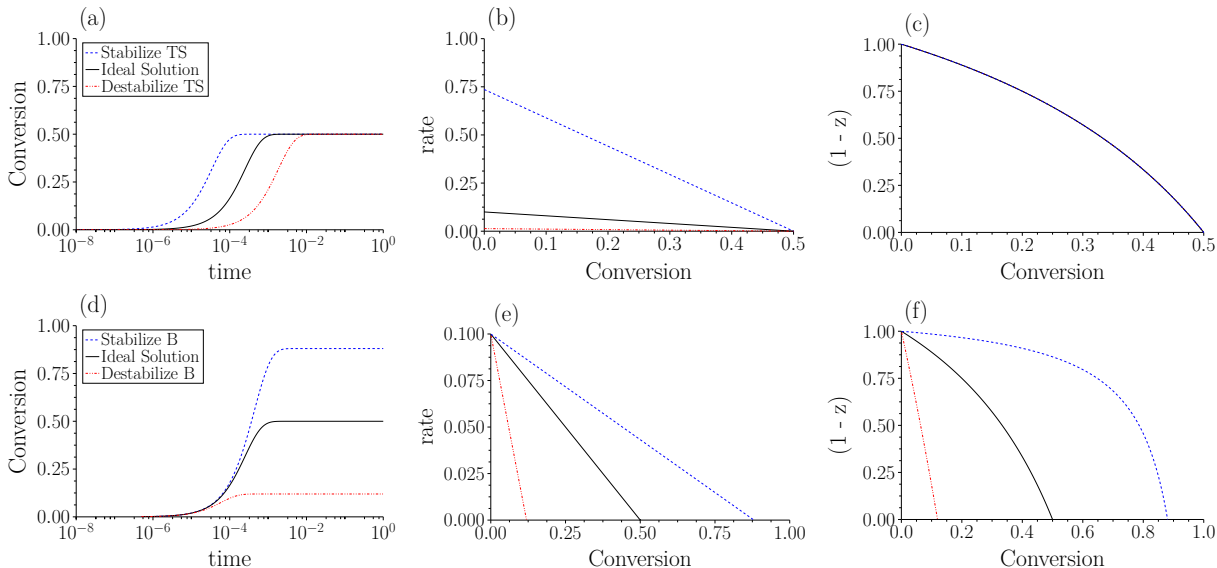 (a)
Conversion
1.00
0.75
0.50
0.25
0.00
Stabilize TS
Ideal Solution
Destabilize TS
10⁻⁸
10⁻⁶
10⁻⁴
10⁻²
10⁰
time
(b)
rate
1.00
0.75
0.50
0.25
0.00
0.0
0.1
0.2
0.3
0.4
0.5
Conversion
(c)
(1 - z)
1.00
0.75
0.50
0.25
0.00
0.0
0.1
0.2
0.3
0.4
0.5
Conversion
(d)
Conversion
1.00
0.75
0.50
0.25
0.00
Stabilize B
Ideal Solution
Destabilize B
10⁻⁸
10⁻⁶
10⁻⁴
10⁻²
10⁰
time
(e)
rate
0.100
0.075
0.050
0.025
0.000
0.00
0.25
0.50
0.75
1.00
Conversion
(f)
(1 - z)
1.00
0.75
0.50
0.25
0.00
0.0
0.2
0.4
0.6
0.8
1.0
Conversion